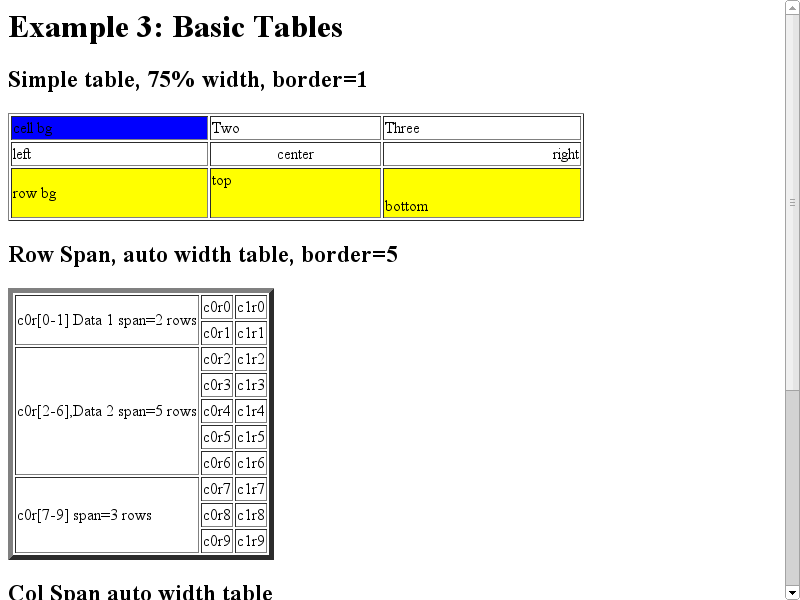 Example 3: Basic Tables
Simple table, 75% width, border=1
cell bg Two Three
left center right
row bg top bottom
Row Span, auto width table, border=5
c0r[0-1] Data 1 span=2 rows c0r0 c1r0
c0r1 c1r1
c0r[2-6],Data 2 span=5 rows c0r2 c1r2
c0r3 c1r3
c0r4 c1r4
c0r5 c1r5
c0r6 c1r6
c0r[7-9] span=3 rows c0r7 c1r7
c0r8 c1r8
c0r9 c1r9
Col Span auto width table